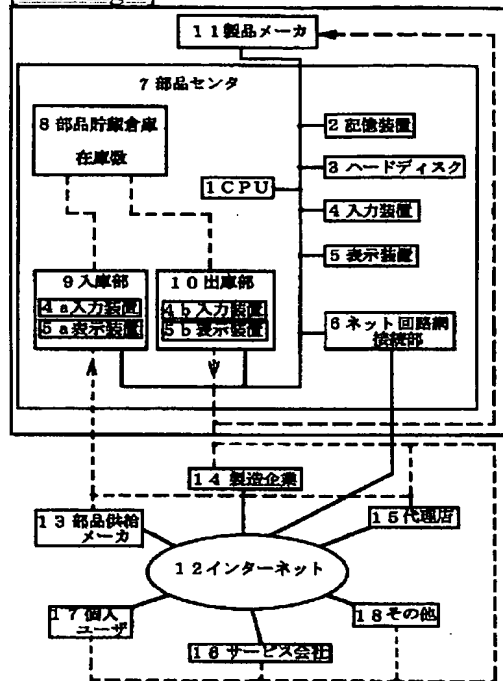 11製品メーカ
7部品センタ
8部品貯蔵倉庫
在庫数
2記憶装置
3ハードディスク
1CPU
4入力装置
5表示装置
9入庫部
4a入力装置
5a表示装置
10出庫部
4b入力装置
5b表示装置
6ネット回路網
接続部
14製造企業
13部品供給
メーカ
15代理店
12インターネット
17個人
ユーザ
18その他
16サービス会社